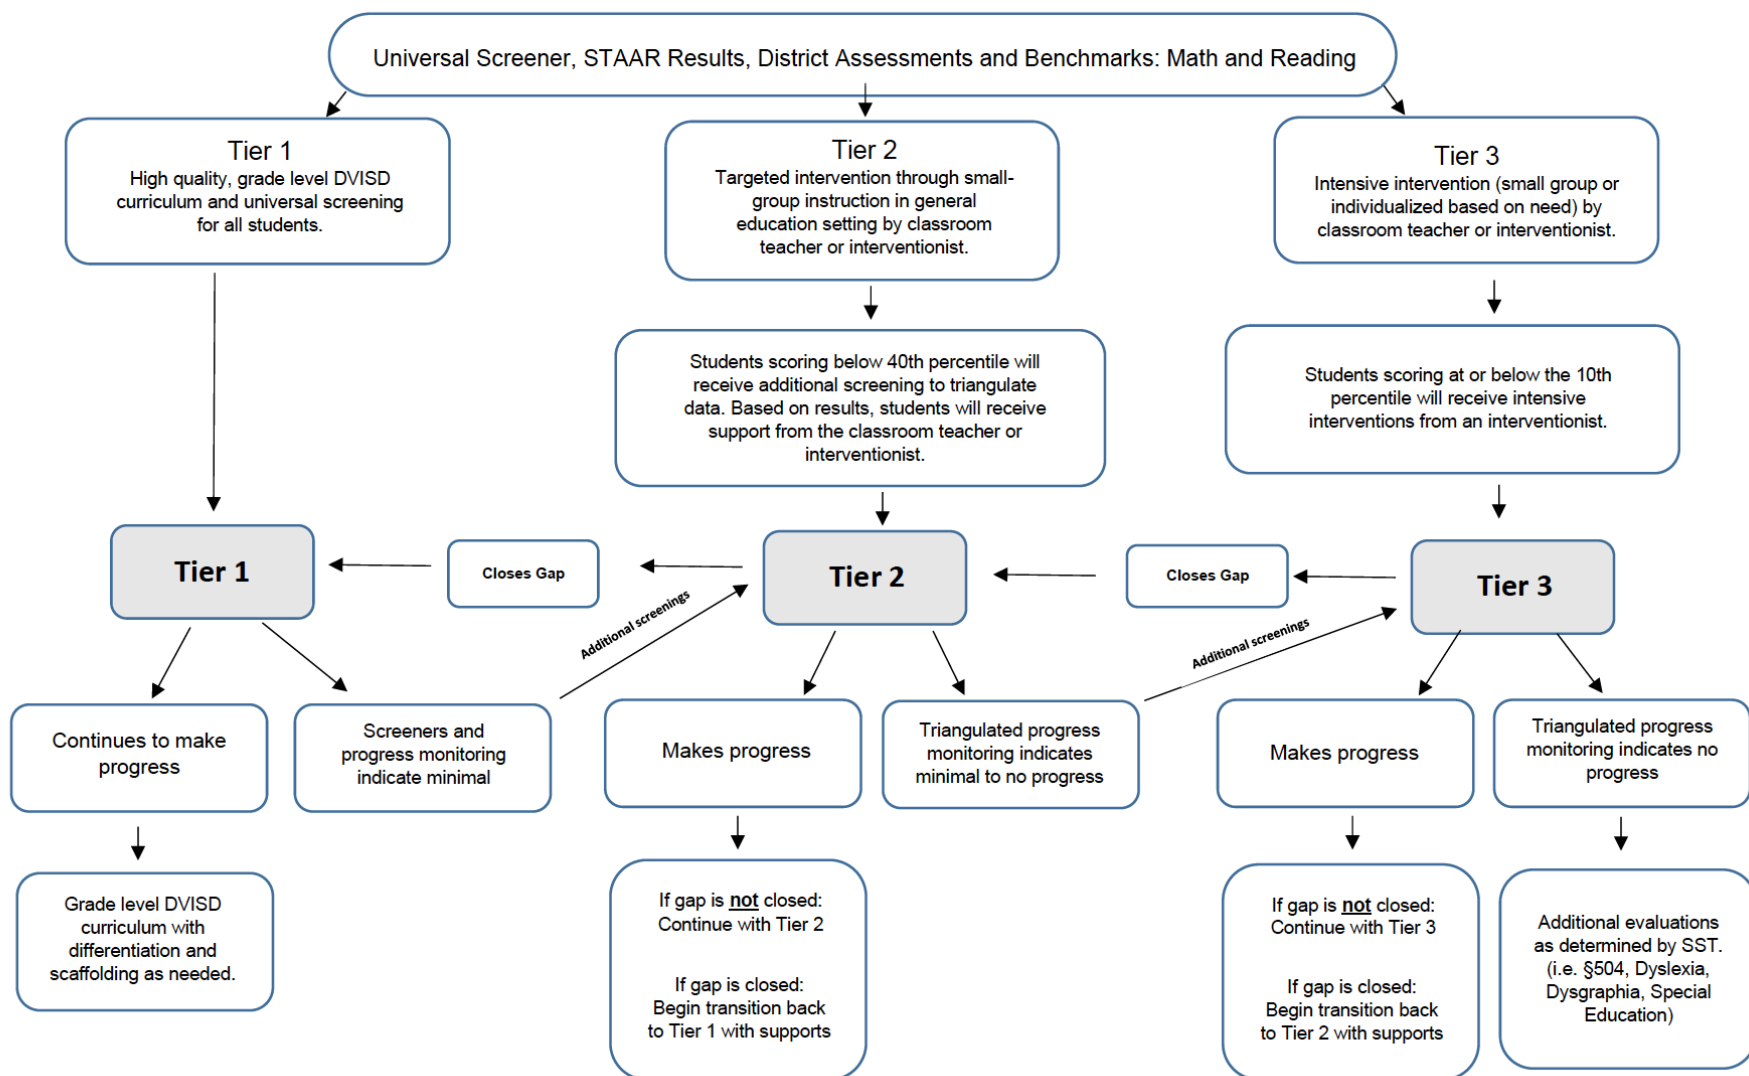 Universal Screener, STAAR Results, District Assessments and Benchmarks: Math and Reading
Tier 1
High quality, grade level DVISD
curriculum and universal screening
for all students.
Tier 2
Targeted intervention through small-
group instruction in general
education setting by classroom
teacher or interventionist.
Tier 3
Intensive intervention (small group or
individualized based on need) by
classroom teacher or interventionist.
Students scoring below 40th percentile will
receive additional screening to triangulate
data. Based on results, students will receive
support from the classroom teacher or
interventionist.
Students scoring at or below the 10th
percentile will receive intensive
interventions from an interventionist.
Tier 1
Closes Gap
Tier 2
Closes Gap
Tier 3
Additional screenings
Additional screenings
Continues to make
progress
Screeners and
progress monitoring
indicate minimal
Makes progress
Triangulated progress
monitoring indicates
minimal to no progress
Makes progress
Triangulated progress
monitoring indicates no
progress
Grade level DVISD
curriculum with
differentiation and
scaffolding as needed.
If gap is not closed:
Continue with Tier 2
If gap is closed:
Begin transition back
to Tier 1 with supports
If gap is not closed:
Continue with Tier 3
If gap is closed:
Begin transition back
to Tier 2 with supports
Additional evaluations
as determined by SST.
(i.e. §504, Dyslexia,
Dysgraphia, Special
Education)